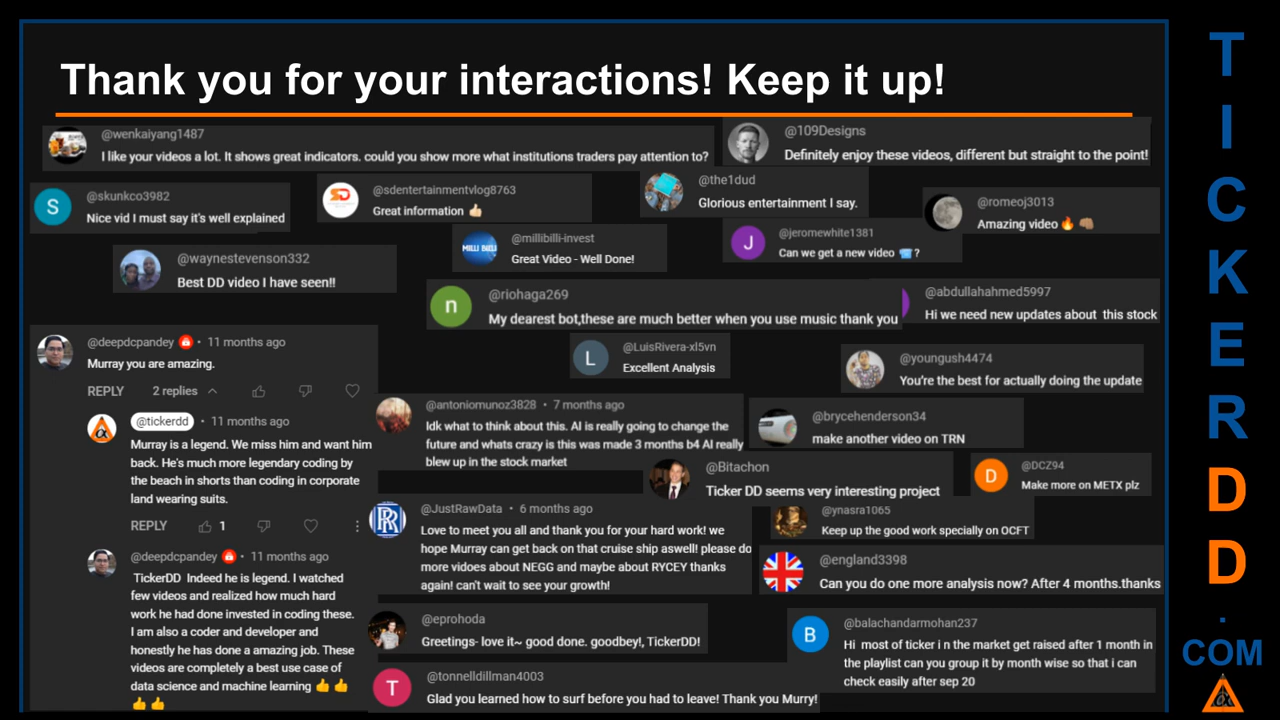 Thank you for your interactions! Keep it up!
@wenkaiyang1487
I like your videos a lot. It shows great indicators. could you show more what institutions traders pay attention to?
@109Designs
Definitely enjoy these videos, different but straight to the point!
@skunkco3982
Nice vid I must say it's well explained
@sdentertainmentvlog8763
Great information 👍🏻
@the1dud
Glorious entertainment I say.
@romeoj3013
Amazing video 🔥 👊🏽
@millibilli-invest
Great Video - Well Done!
@jeromewhite1381
Can we get a new video ?
@waynestevenson332
Best DD video I have seen!!
@riohaga269
My dearest bot,these are much better when you use music thank you
@abdullahahmed5997
Hi we need new updates about this stock
@LuisRivera-xl5vn
Excellent Analysis
@youngush4474
You're the best for actually doing the update
@deepdcpandey • 11 months ago
Murray you are amazing.
REPLY 2 replies
@tickerdd • 11 months ago
Murray is a legend. We miss him and want him
back. He's much more legendary coding by
the beach in shorts than coding in corporate
land wearing suits.
REPLY 1
@deepdcpandey • 11 months ago
TickerDD Indeed he is legend. I watched
few videos and realized how much hard
work he had done invested in coding these.
I am also a coder and developer and
honestly he has done a amazing job. These
videos are completely a best use case of
data science and machine learning 👍 👍
👍 👍
@antoniomunoz3828 • 7 months ago
Idk what to think about this. AI is really going to change the
future and whats crazy is this was made 3 months b4 AI really
blew up in the stock market
@brycehenderson34
make another video on TRN
@Bitachon
Ticker DD seems very interesting project
@DCZ94
Make more on METX plz
@JustRawData • 6 months ago
Love to meet you all and thank you for your hard work! we
hope Murray can get back on that cruise ship aswell! please do
more vidoes about NEGG and maybe about RYCEY thanks
again! can't wait to see your growth!
@ynasra1065
Keep up the good work specially on OCFT
@england3398
Can you do one more analysis now? After 4 months.thanks
@eprohoda
Greetings- love it~ good done. goodbey!, TickerDD!
@balachandarmohan237
Hi most of ticker i n the market get raised after 1 month in
the playlist can you group it by month wise so that i can
check easily after sep 20
@tonnelldillman4003
Glad you learned how to surf before you had to leave! Thank you Murry!
MILLI BILLI
S
J
n
L
D
B
T
RR
TICKERDD.COM